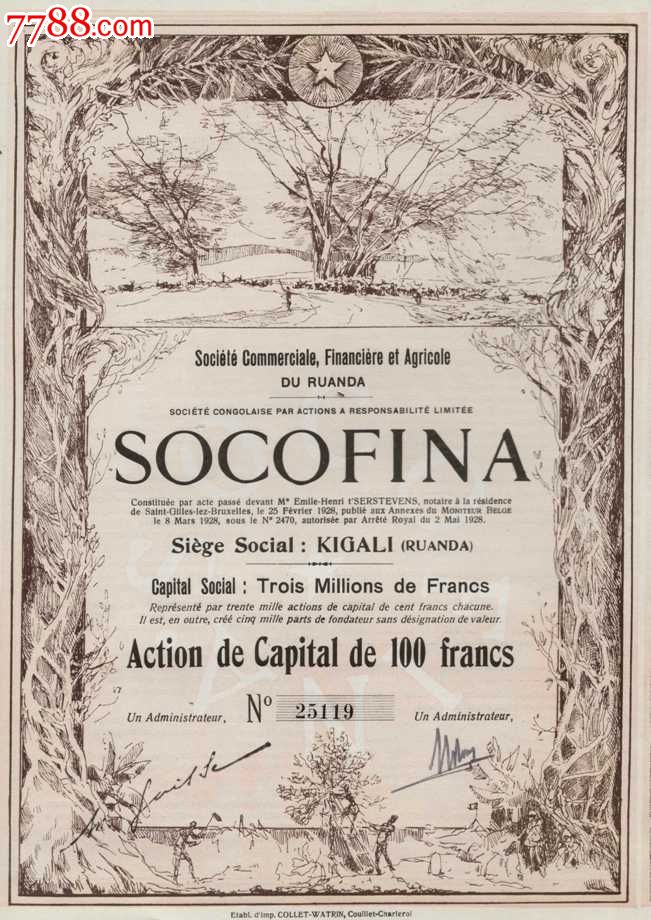 7788.com
Société Commerciale, Financière et Agricole
DU RUANDA
SOCIÉTÉ CONGOLAISE PAR ACTIONS A RESPONSABILITÉ LIMITÉE
SOCOFINA
Constituée par acte passé devant Mᵉ Emile-Henri t'SERSTEVENS, notaire à la résidence
de Saint-Gilles-lez-Bruxelles, le 25 Février 1928, publié aux Annexes du MONITEUR BELGE
le 8 Mars 1928, sous le Nº 2470, autorisée par Arrêté Royal du 2 Mai 1928.
Siège Social : KIGALI (RUANDA)
Capital Social : Trois Millions de Francs
Représenté par trente mille actions de capital de cent francs chacune.
Il est, en outre, créé cinq mille parts de fondateur sans désignation de valeur.
Action de Capital de 100 francs
Un Administrateur, Nº 25119 Un Administrateur,
7788.com
Etabl. d'Imp. COLLET-WATRIN, Couillet-Charleroi